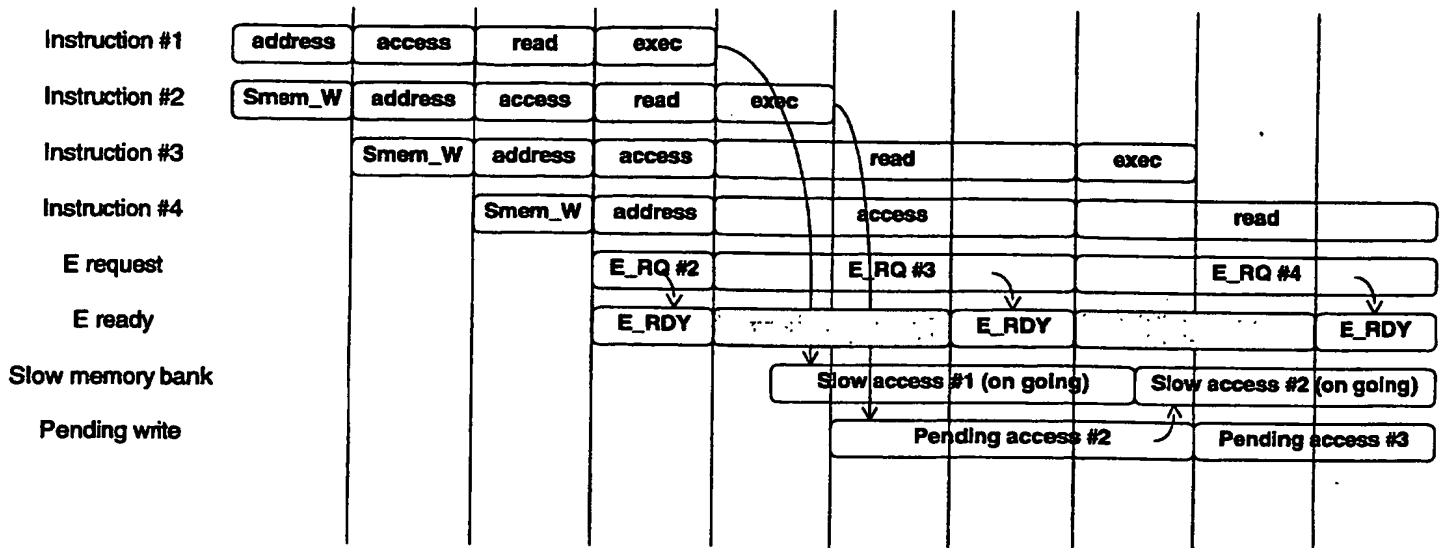 Instruction #1 address access read exec
Instruction #2 Smem_W address access read exec
Instruction #3 Smem_W address access read exec
Instruction #4 Smem_W address access read
E request E_RQ #2 E_RQ #3 E_RQ #4
E ready E_RDY E_RDY E_RDY
Slow memory bank Slow access #1 (on going) Slow access #2 (on going)
Pending write Pending access #2 Pending access #3